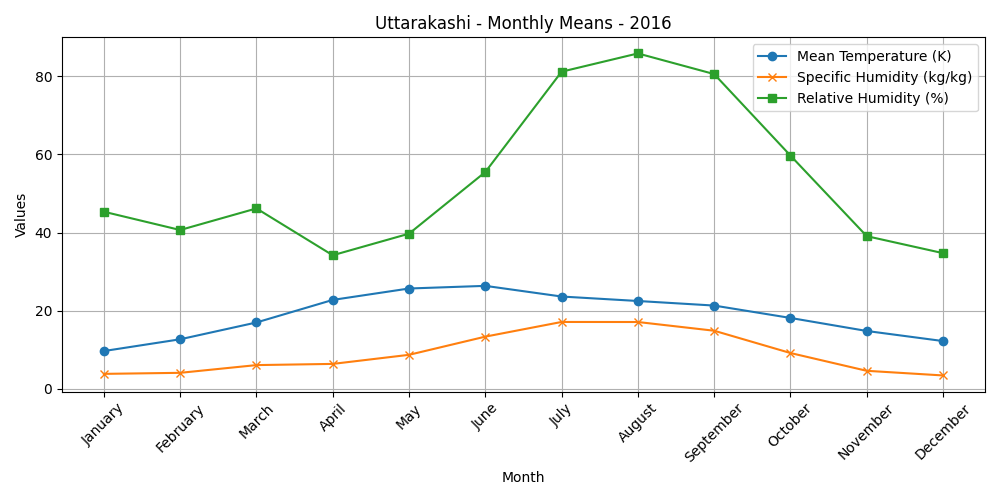 Uttarakashi - Monthly Means - 2016
Mean Temperature (K)
Specific Humidity (kg/kg)
Relative Humidity (%)
Values
80
60
40
20
0
January
February
March
April
May
June
July
August
September
October
November
December
Month